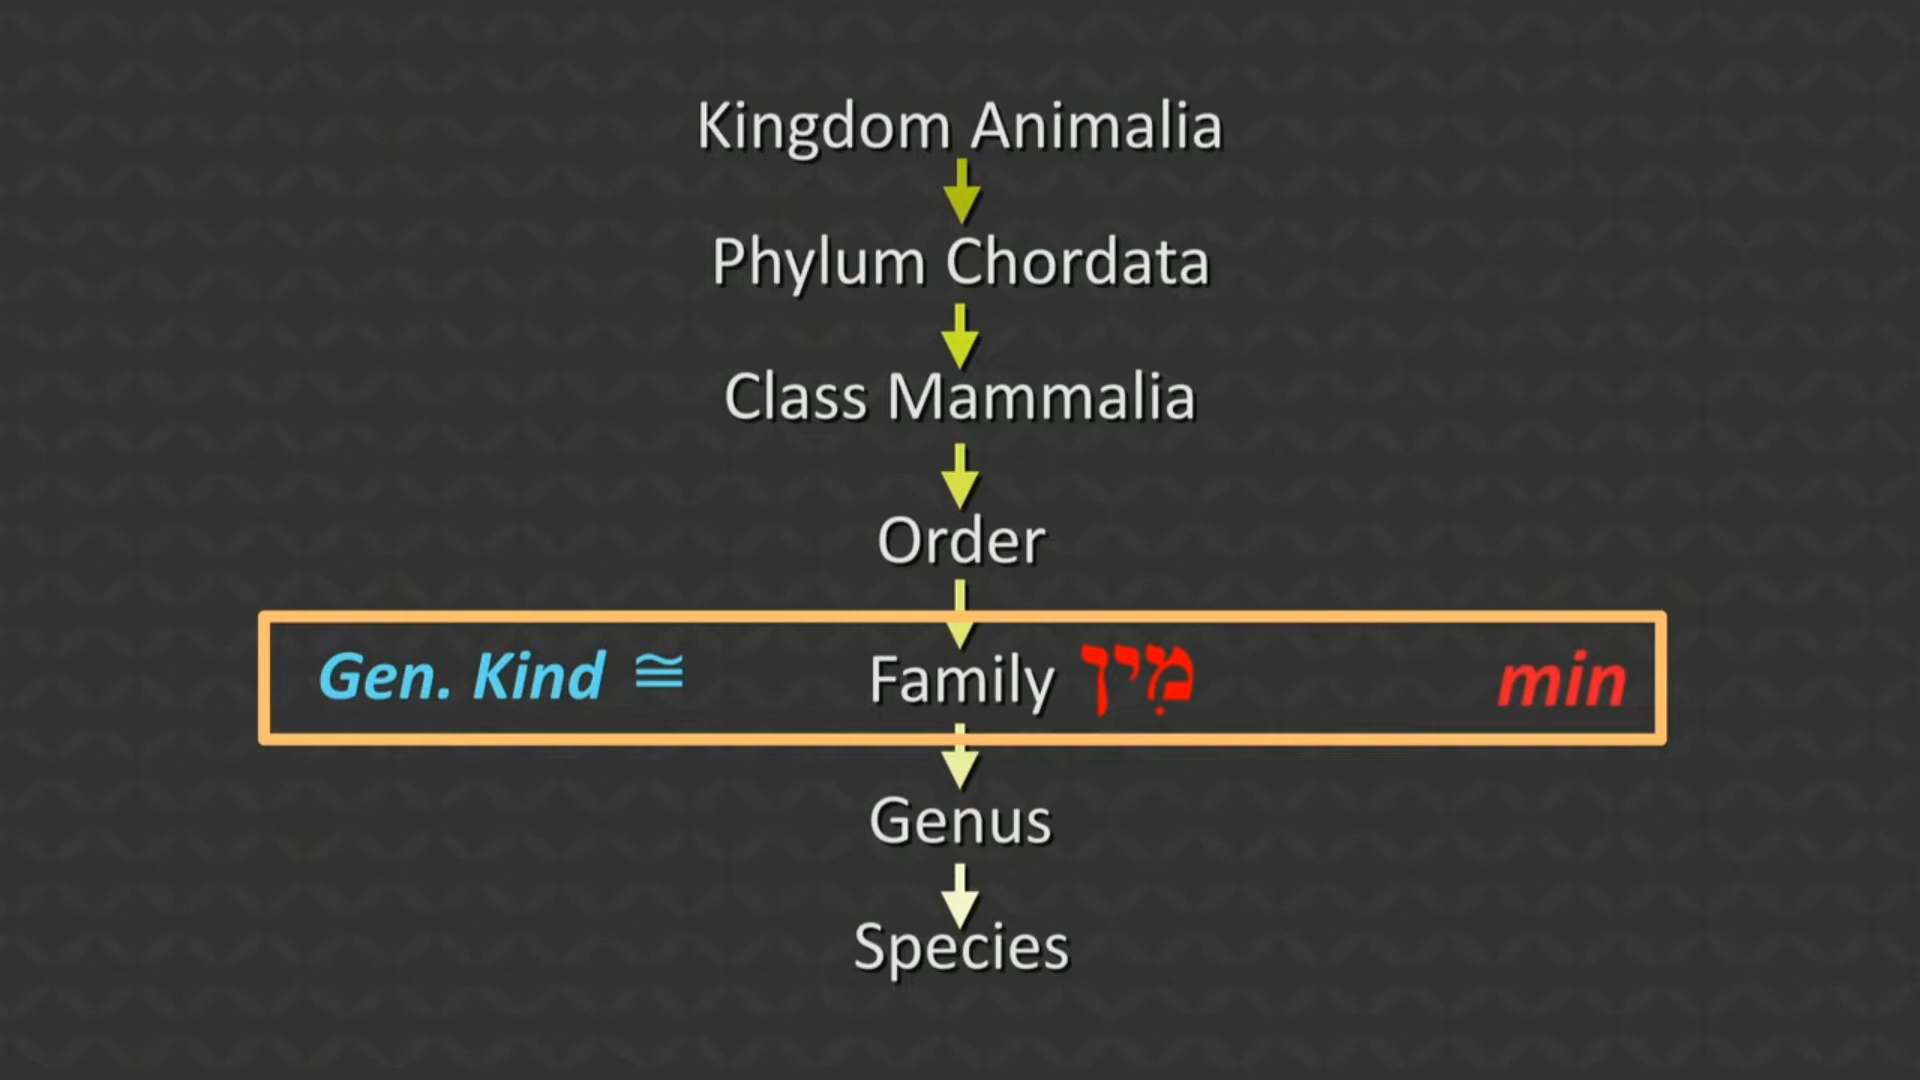 Kingdom Animalia
Phylum Chordata
Class Mammalia
Order
Gen. Kind ≅ Family מִין min
Genus
Species